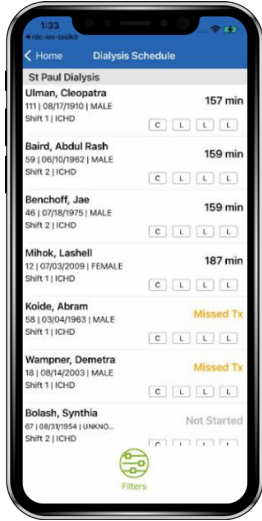 1:33
◀ rdc-ios-toolkit
Home Dialysis Schedule
St Paul Dialysis
Ulman, Cleopatra
111 | 08/17/1910 | MALE 157 min
Shift 1 | ICHD
C L L L
Baird, Abdul Rash
59 | 06/10/1962 | MALE 159 min
Shift 2 | ICHD
C L L L
Benchoff, Jae
46 | 07/18/1975 | MALE 159 min
Shift 2 | ICHD
C L L L
Mihok, Lashell
12 | 07/03/2009 | FEMALE 187 min
Shift 1 | ICHD
C L L L
Koide, Abram
58 | 03/04/1963 | MALE Missed Tx
Shift 1 | ICHD
C L L L
Wampner, Demetra
18 | 08/14/2003 | MALE Missed Tx
Shift 1 | ICHD
C L L L
Bolash, Synthia
67 | 08/31/1954 | UNKNO... Not Started
Shift 2 | ICHD
C L L L
Filters